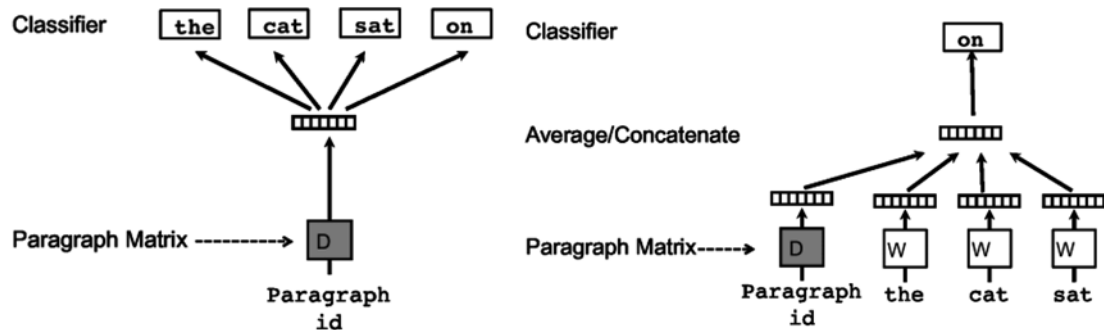 Classifier the cat sat on
Paragraph Matrix D
Paragraph
id
Classifier
on
Average/Concatenate
Paragraph Matrix D W W W
Paragraph the cat sat
id